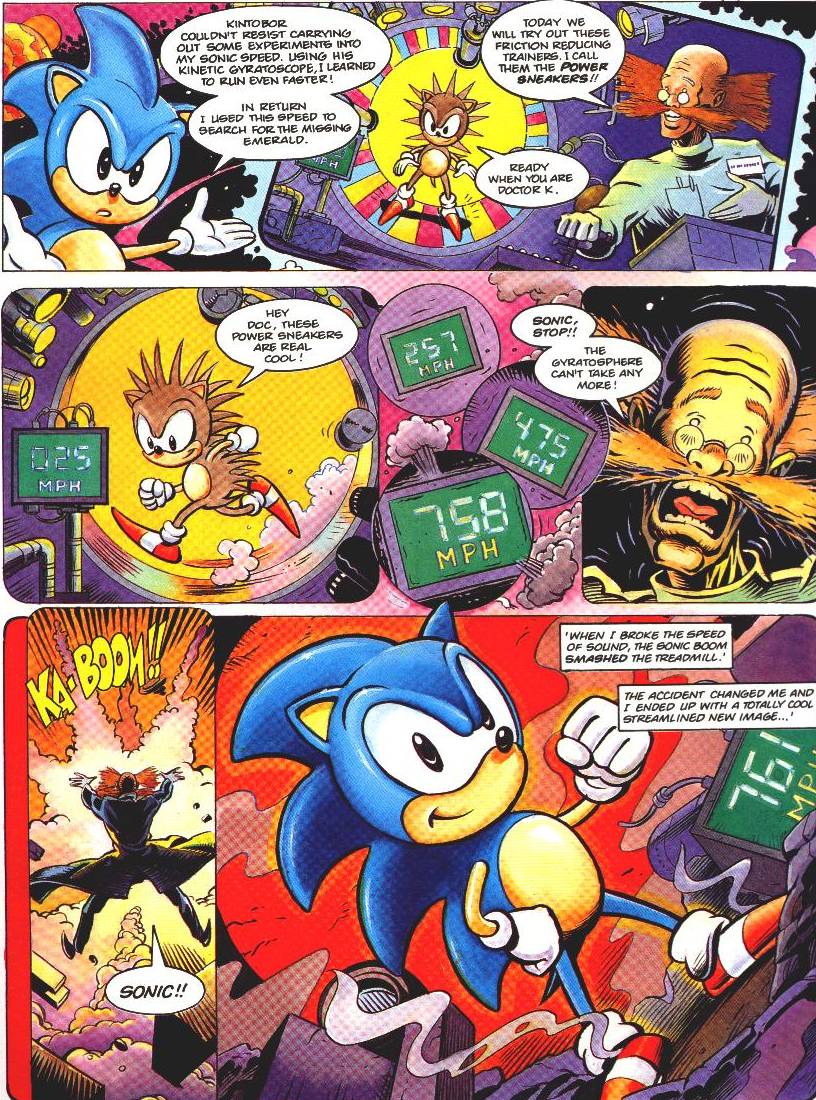 KINTOBOR
COULDN'T RESIST CARRYING
OUT SOME EXPERIMENTS INTO
MY SONIC SPEED. USING HIS
KINETIC GYRATOSCOPE, I LEARNED
TO RUN EVEN FASTER!
IN RETURN
I USED THIS SPEED TO
SEARCH FOR THE MISSING
EMERALD.
TODAY WE
WILL TRY OUT THESE
FRICTION REDUCING
TRAINERS. I CALL
THEM THE POWER
SNEAKERS!!
MPH
READY
WHEN YOU ARE
DOCTOR K.
HEY
DOC, THESE
POWER SNEAKERS
ARE REAL
COOL!
025
MPH
257
MPH
475
MPH
758
MPH
SONIC,
STOP!!
THE
GYRATOSPHERE
CAN'T TAKE ANY
MORE!
KA-BOOM!!
SONIC!!
'WHEN I BROKE THE SPEED
OF SOUND, THE SONIC BOOM
SMASHED THE TREADMILL.'
THE ACCIDENT CHANGED ME AND
I ENDED UP WITH A TOTALLY COOL
STREAMLINED NEW IMAGE...'
761
MPH